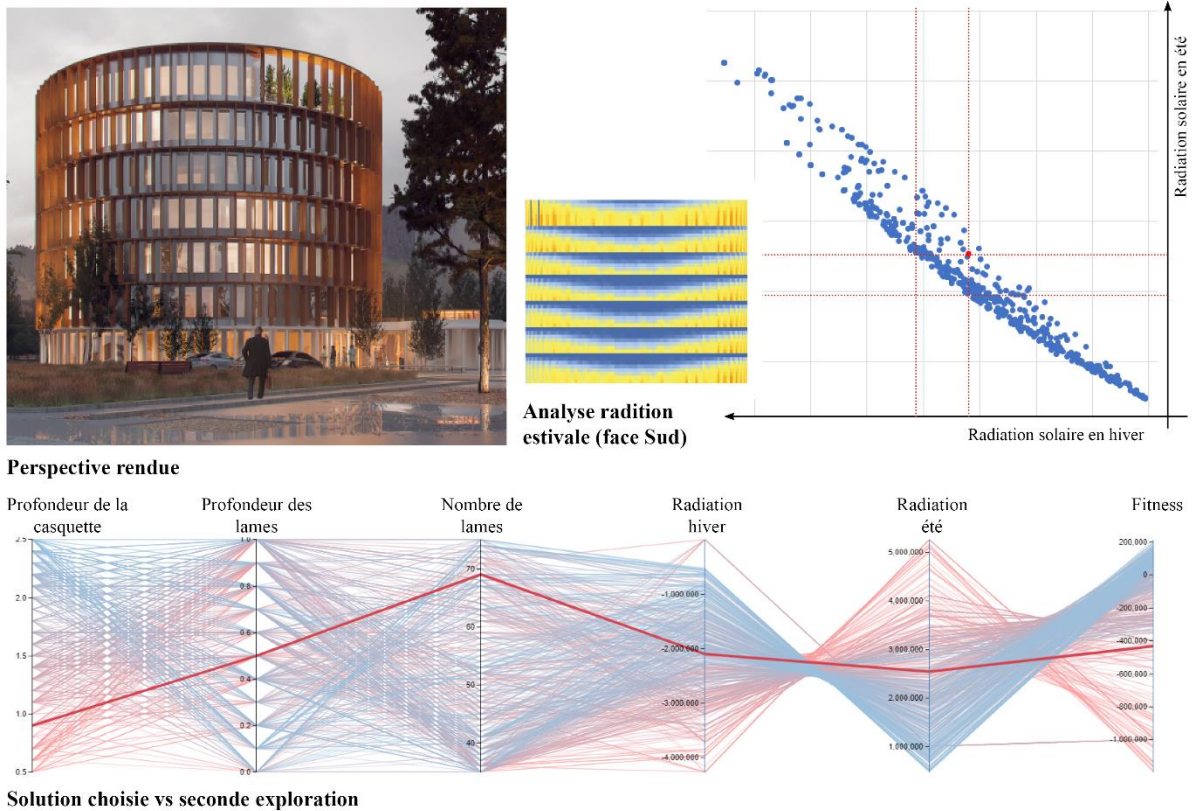 Radiation solaire en été
Radiation solaire en hiver
Analyse radition
estivale (face Sud)
Perspective rendue
Profondeur de la
casquette
Profondeur des
lames
Nombre de
lames
Radiation
hiver
Radiation
été
Fitness
2.5
2.0
1.5
1.0
0.5
1.0
0.8
0.6
0.4
0.2
0.0
70
60
50
40
-1,000,000
-2,000,000
-3,000,000
-4,000,000
5,000,000
4,000,000
3,000,000
2,000,000
1,000,000
200,000
0
-200,000
-400,000
-600,000
-800,000
-1,000,000
Solution choisie vs seconde exploration